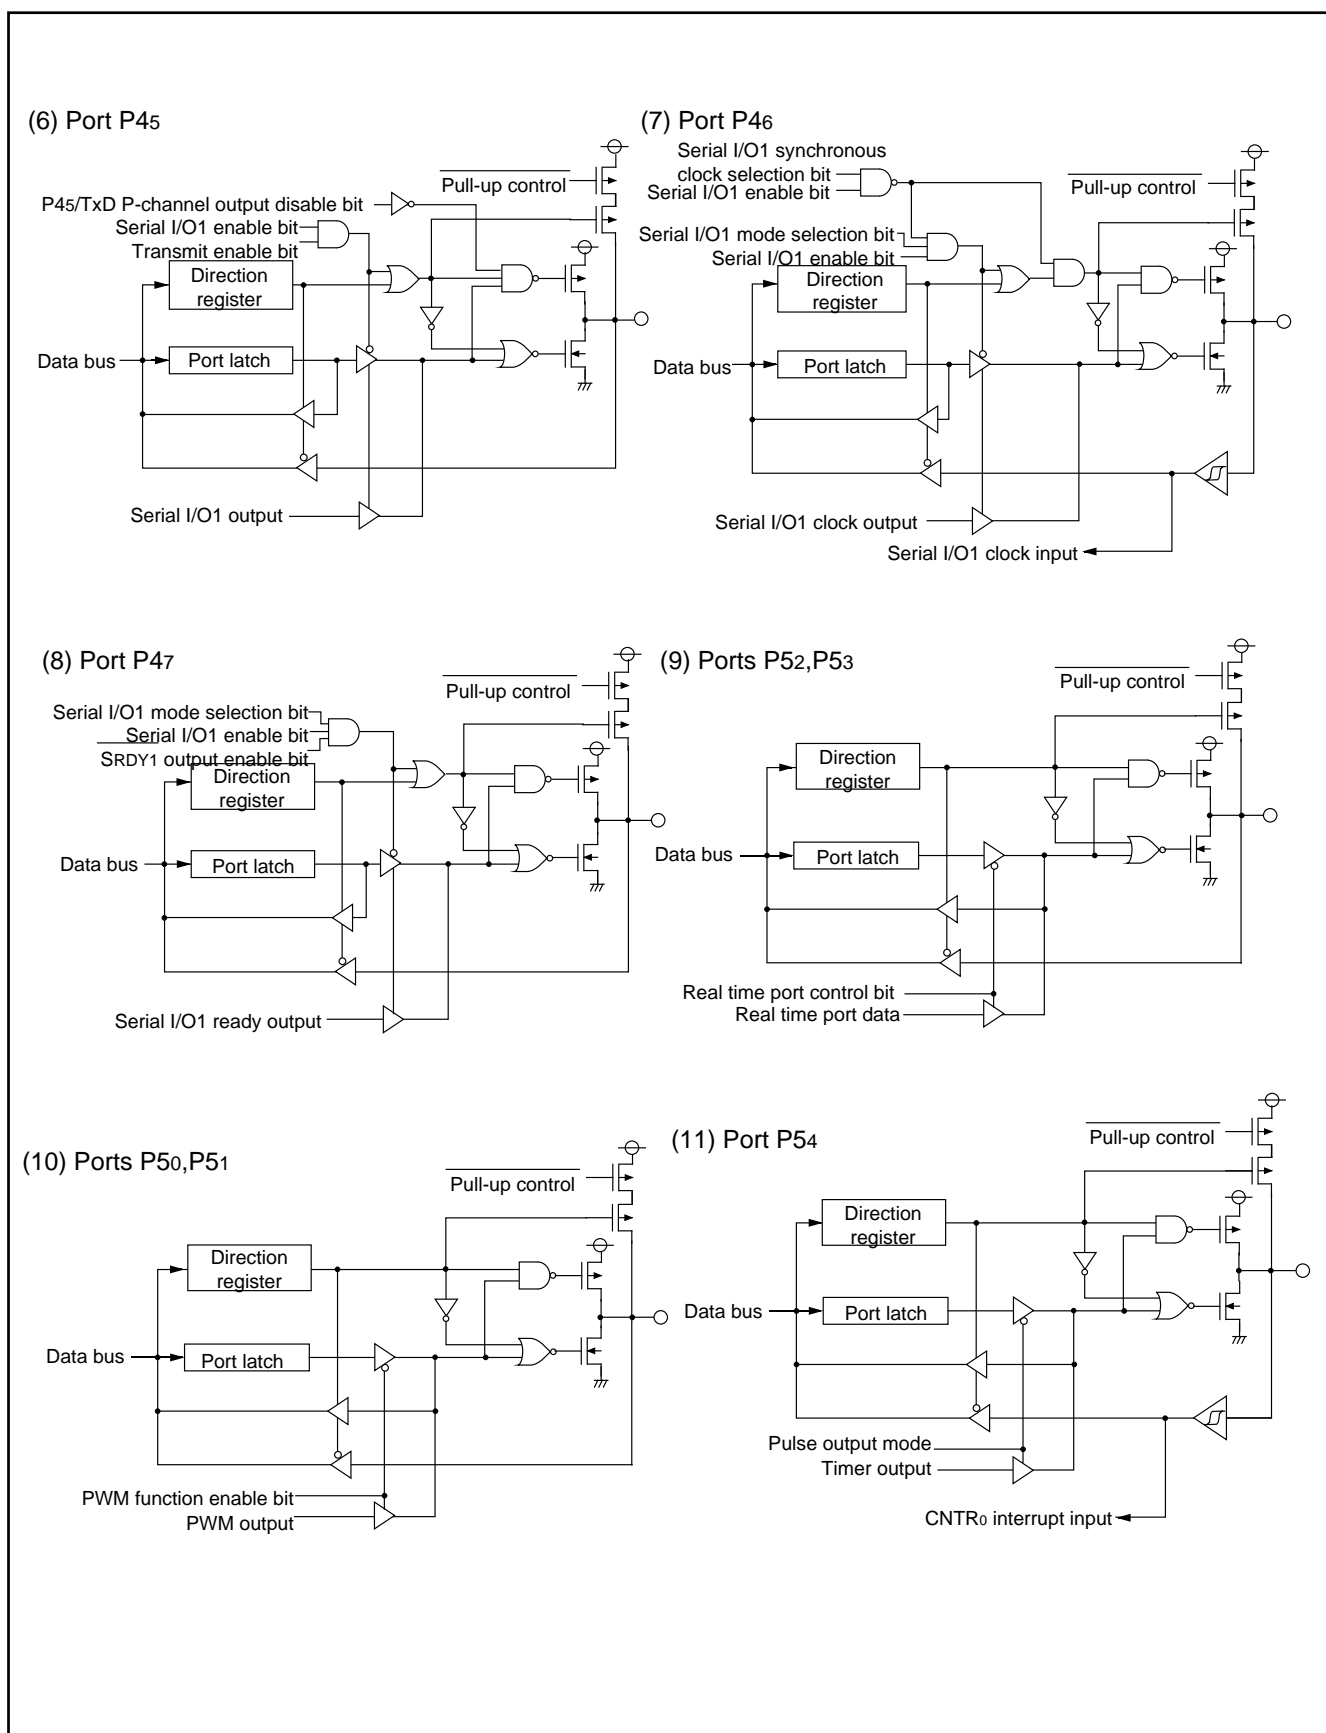 (6) Port P45
Pull-up control
P45/TxD P-channel output disable bit
Serial I/O1 enable bit
Transmit enable bit
Direction
register
Data bus
Port latch
Serial I/O1 output
(7) Port P46
Serial I/O1 synchronous
clock selection bit
Serial I/O1 enable bit
Pull-up control
Serial I/O1 mode selection bit
Serial I/O1 enable bit
Direction
register
Data bus
Port latch
Serial I/O1 clock output
Serial I/O1 clock input
(8) Port P47
Pull-up control
Serial I/O1 mode selection bit
Serial I/O1 enable bit
SRDY1 output enable bit
Direction
register
Data bus
Port latch
Serial I/O1 ready output
(9) Ports P52,P53
Pull-up control
Direction
register
Data bus
Port latch
Real time port control bit
Real time port data
(10) Ports P50,P51
Pull-up control
Direction
register
Data bus
Port latch
PWM function enable bit
PWM output
(11) Port P54
Pull-up control
Direction
register
Data bus
Port latch
Pulse output mode
Timer output
CNTR0 interrupt input